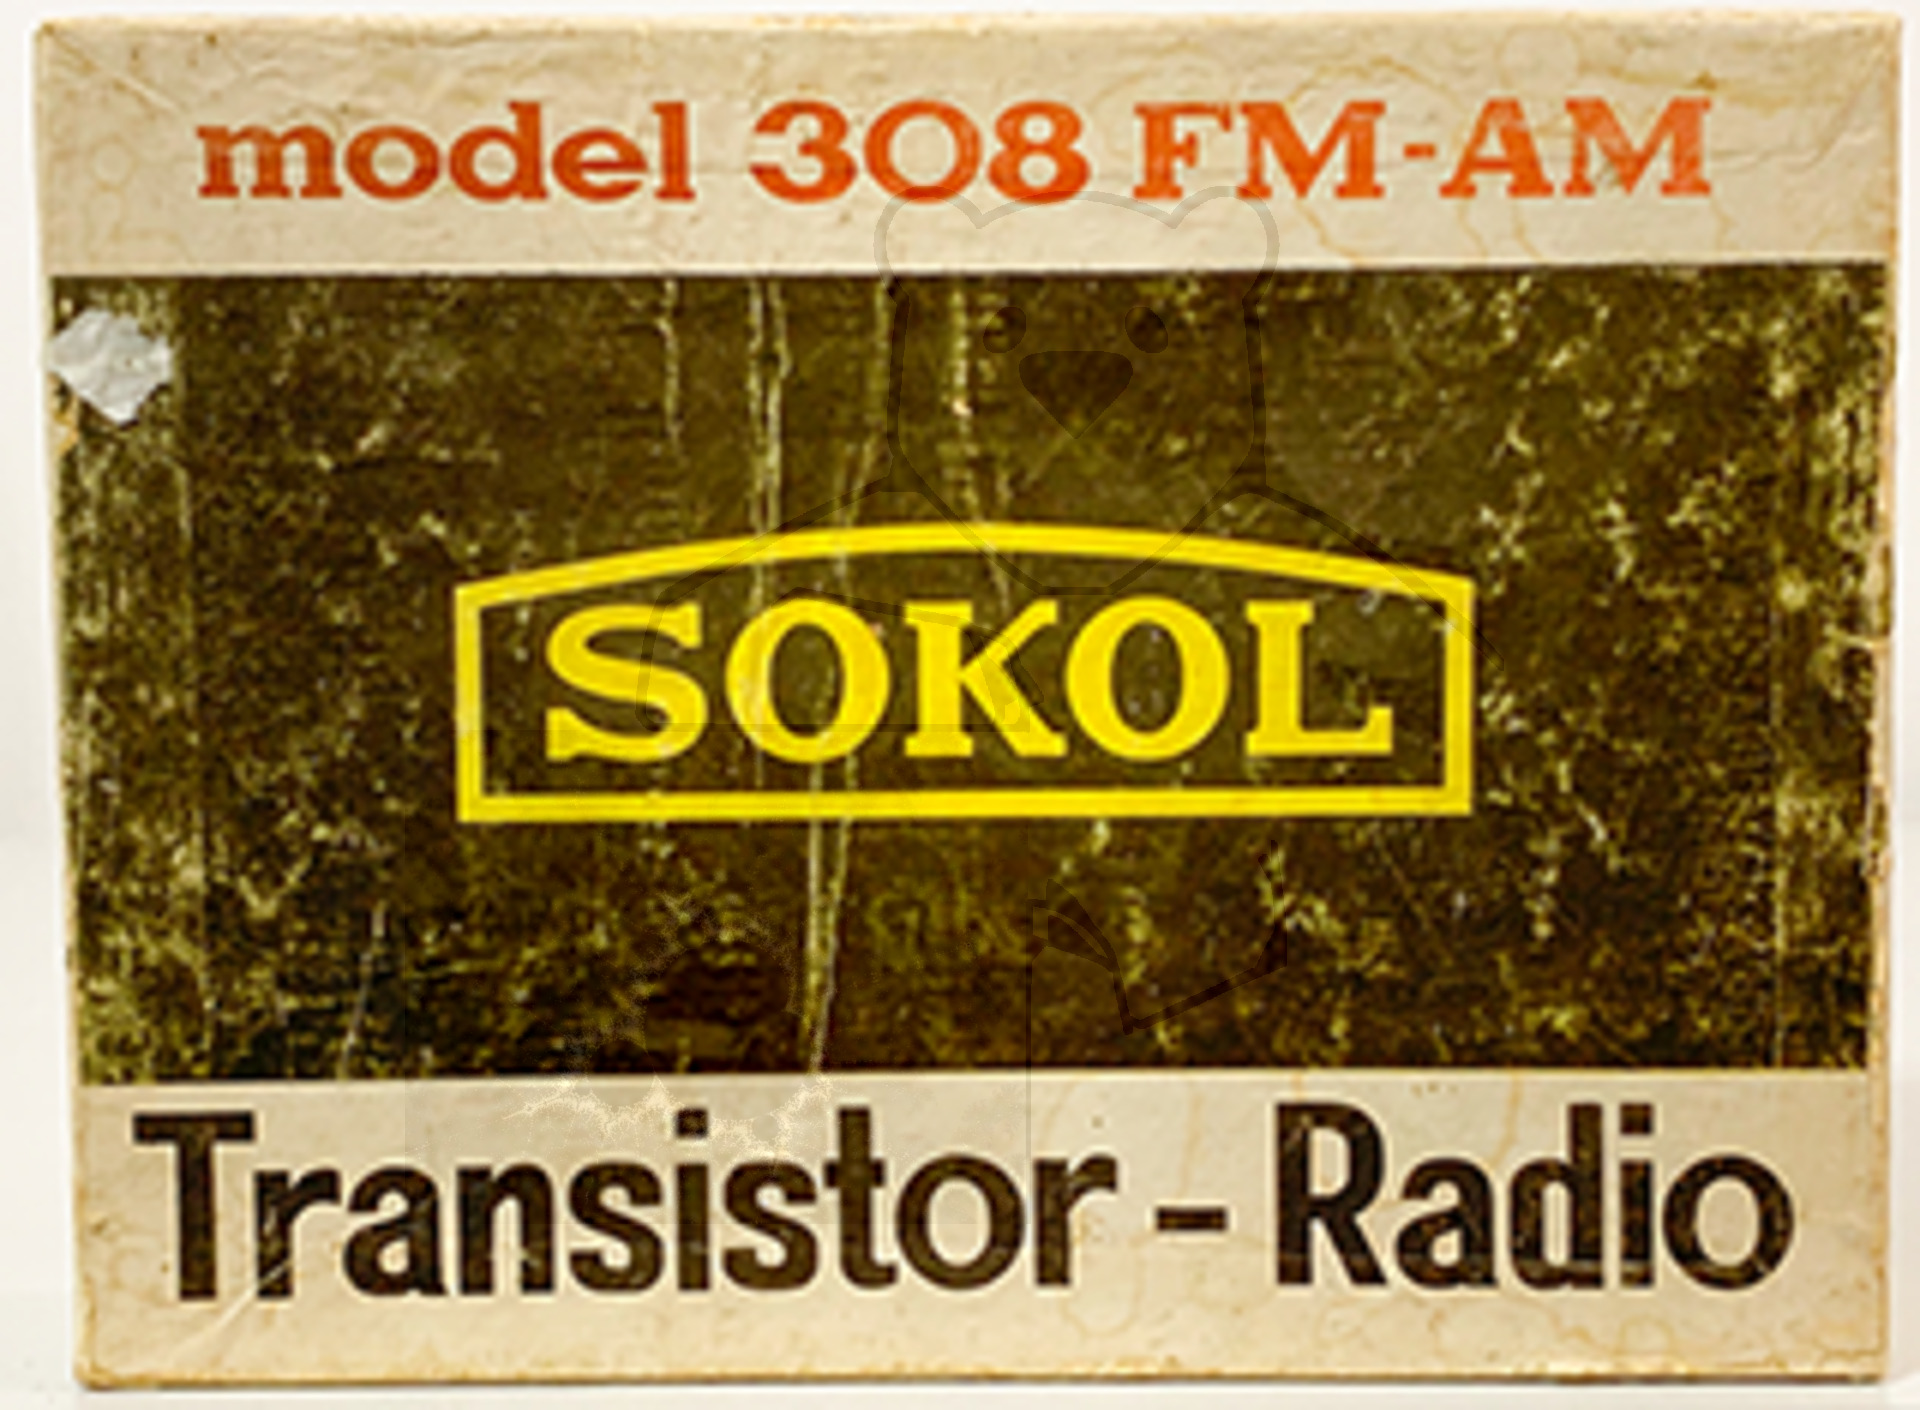 model 308 FM-AM
SOKOL
Transistor - Radio